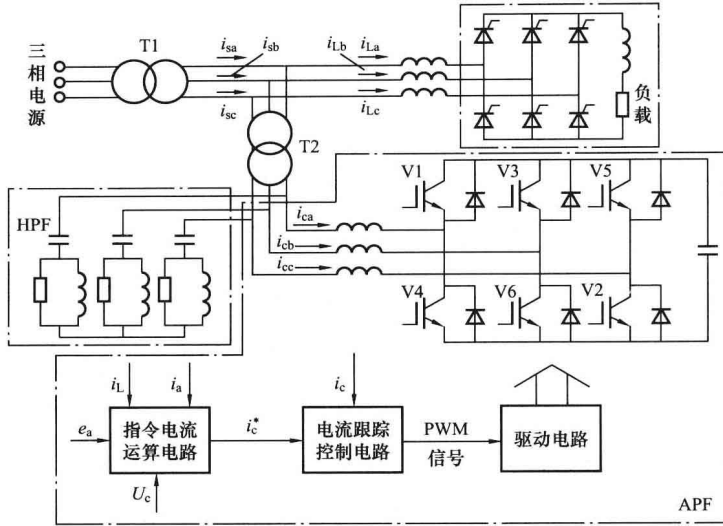 三相电源
T1
i_sa
i_sb
i_sc
i_Lb
i_La
i_Lc
负载
T2
HPF
i_ca
i_cb
i_cc
V1
V3
V5
V4
V6
V2
i_L
i_a
i_c
e_a
指令电流
运算电路
i_c^*
电流跟踪
控制电路
PWM
信号
驱动电路
U_c
APF